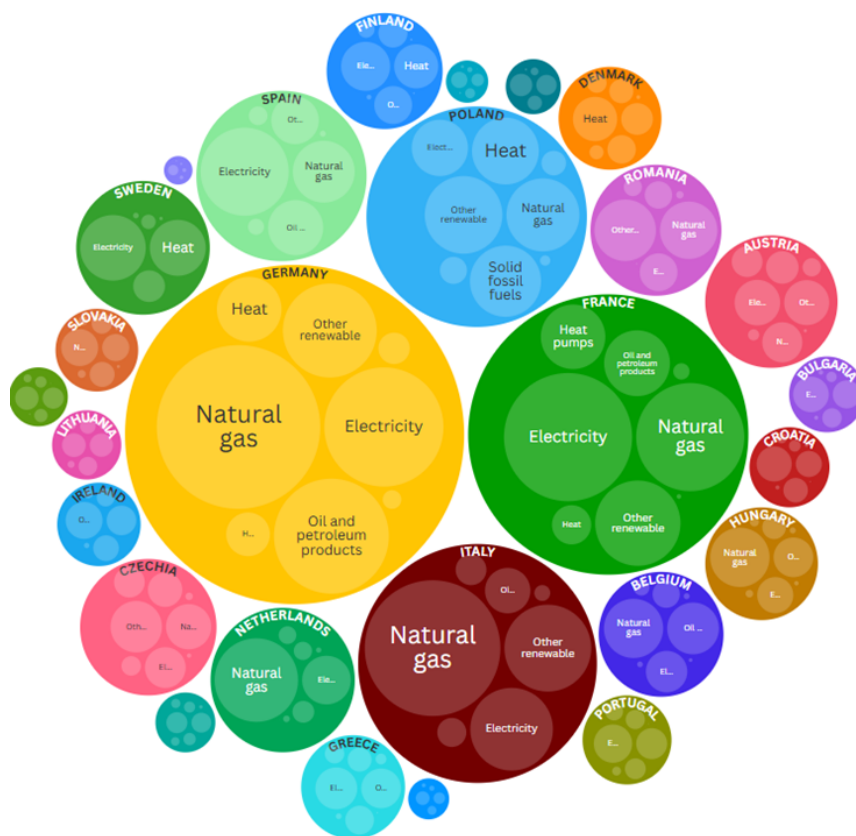 FINLAND
Ele...
Heat
O...
SPAIN
Ot...
Electricity
Natural
gas
Oil ...
POLAND
Elect...
Heat
Other
renewable
Natural
gas
Solid
fossil
fuels
DENMARK
Heat
ROMANIA
Other...
Natural
gas
E...
SWEDEN
Electricity
Heat
AUSTRIA
Ele...
Ot...
N...
GERMANY
Heat
Other
renewable
Natural
gas
Electricity
H...
Oil and
petroleum
products
FRANCE
Heat
pumps
Oil and
petroleum
products
Electricity
Natural
gas
Heat
Other
renewable
SLOVAKIA
N...
BULGARIA
E...
LITHUANIA
CROATIA
IRELAND
O...
HUNGARY
Natural
gas
O...
E...
CZECHIA
Oth...
Na...
El...
ITALY
Oi...
Natural
gas
Other
renewable
Electricity
BELGIUM
Natural
gas
Oil ...
El...
NETHERLANDS
Natural
gas
Ele...
PORTUGAL
E...
GREECE
El...
O...